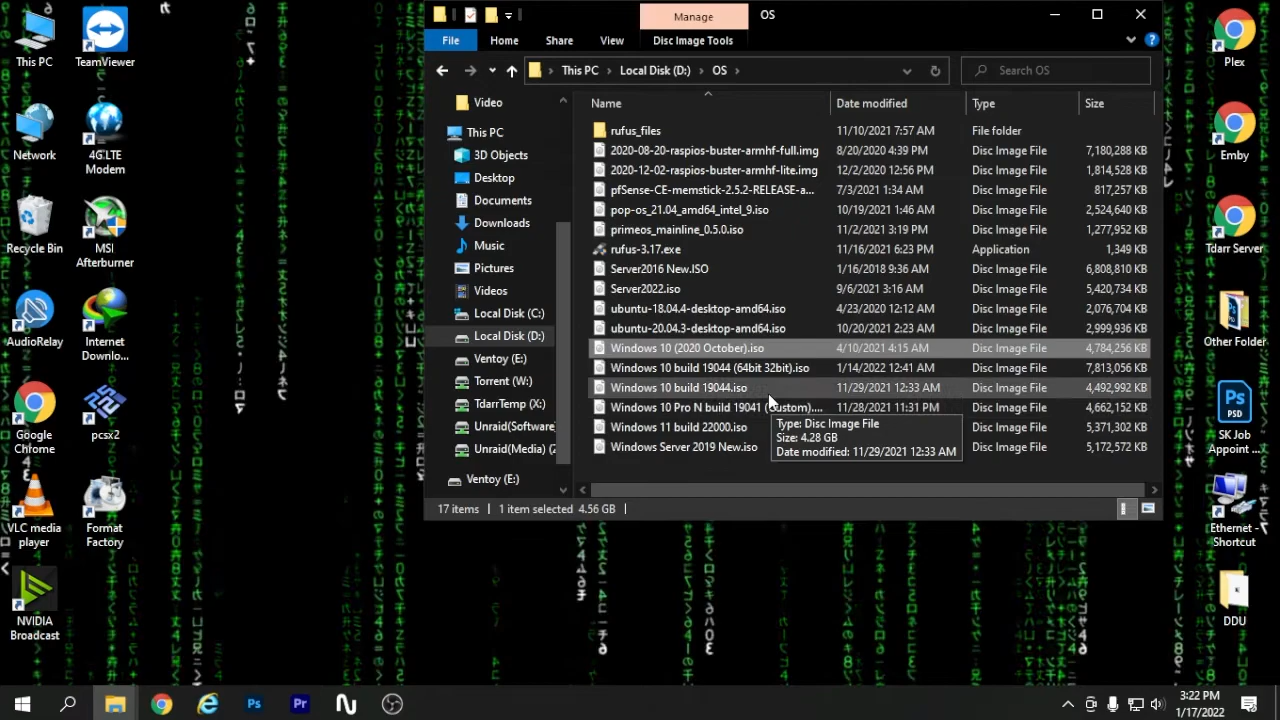 This PC
TeamViewer
Network
4G LTE
Modem
Recycle Bin
MSI
Afterburner
AudioRelay
Internet
Downlo...
Google
Chrome
pcsx2
VLC media
player
Format
Factory
NVIDIA
Broadcast
Manage
OS
File
Home
Share
View
Disc Image Tools
This PC
Local Disk (D:)
OS
Search OS
Video
This PC
3D Objects
Desktop
Documents
Downloads
Music
Pictures
Videos
Local Disk (C:)
Local Disk (D:)
Ventoy (E:)
Torrent (W:)
TdarrTemp (X:)
Unraid(Software
Unraid(Media) (Z
Ventoy (E:)
Name Date modified Type Size
rufus_files 11/10/2021 7:57 AM File folder
2020-08-20-raspios-buster-armhf-full.img 8/20/2020 4:39 PM Disc Image File 7,180,288 KB
2020-12-02-raspios-buster-armhf-lite.img 12/2/2020 12:56 PM Disc Image File 1,814,528 KB
pfSense-CE-memstick-2.5.2-RELEASE-a... 7/3/2021 1:34 AM Disc Image File 817,257 KB
pop-os_21.04_amd64_intel_9.iso 10/19/2021 1:46 AM Disc Image File 2,524,640 KB
primeos_mainline_0.5.0.iso 11/2/2021 3:19 PM Disc Image File 1,277,952 KB
rufus-3.17.exe 11/16/2021 6:23 PM Application 1,349 KB
Server2016 New.ISO 1/16/2018 9:36 AM Disc Image File 6,808,810 KB
Server2022.iso 9/6/2021 3:16 AM Disc Image File 5,420,734 KB
ubuntu-18.04.4-desktop-amd64.iso 4/23/2020 12:12 AM Disc Image File 2,076,704 KB
ubuntu-20.04.3-desktop-amd64.iso 10/20/2021 2:23 AM Disc Image File 2,999,936 KB
Windows 10 (2020 October).iso 4/10/2021 4:15 AM Disc Image File 4,784,256 KB
Windows 10 build 19044 (64bit 32bit).iso 1/14/2022 12:41 AM Disc Image File 7,813,056 KB
Windows 10 build 19044.iso 11/29/2021 12:33 AM Disc Image File 4,492,992 KB
Windows 10 Pro N build 19041 (Custom).... 11/28/2021 11:31 PM Disc Image File 4,662,152 KB
Windows 11 build 22000.iso Disc Image File 5,371,302 KB
Windows Server 2019 New.iso Disc Image File 5,172,572 KB
Type: Disc Image File
Size: 4.28 GB
Date modified: 11/29/2021 12:33 AM
17 items 1 item selected 4.56 GB
Plex
Emby
Tdarr Server
Other Folder
Ps
PSD
SK Job
Appoint ...
Ethernet -
Shortcut
K
DDU
Ps
Pr
3:22 PM
1/17/2022